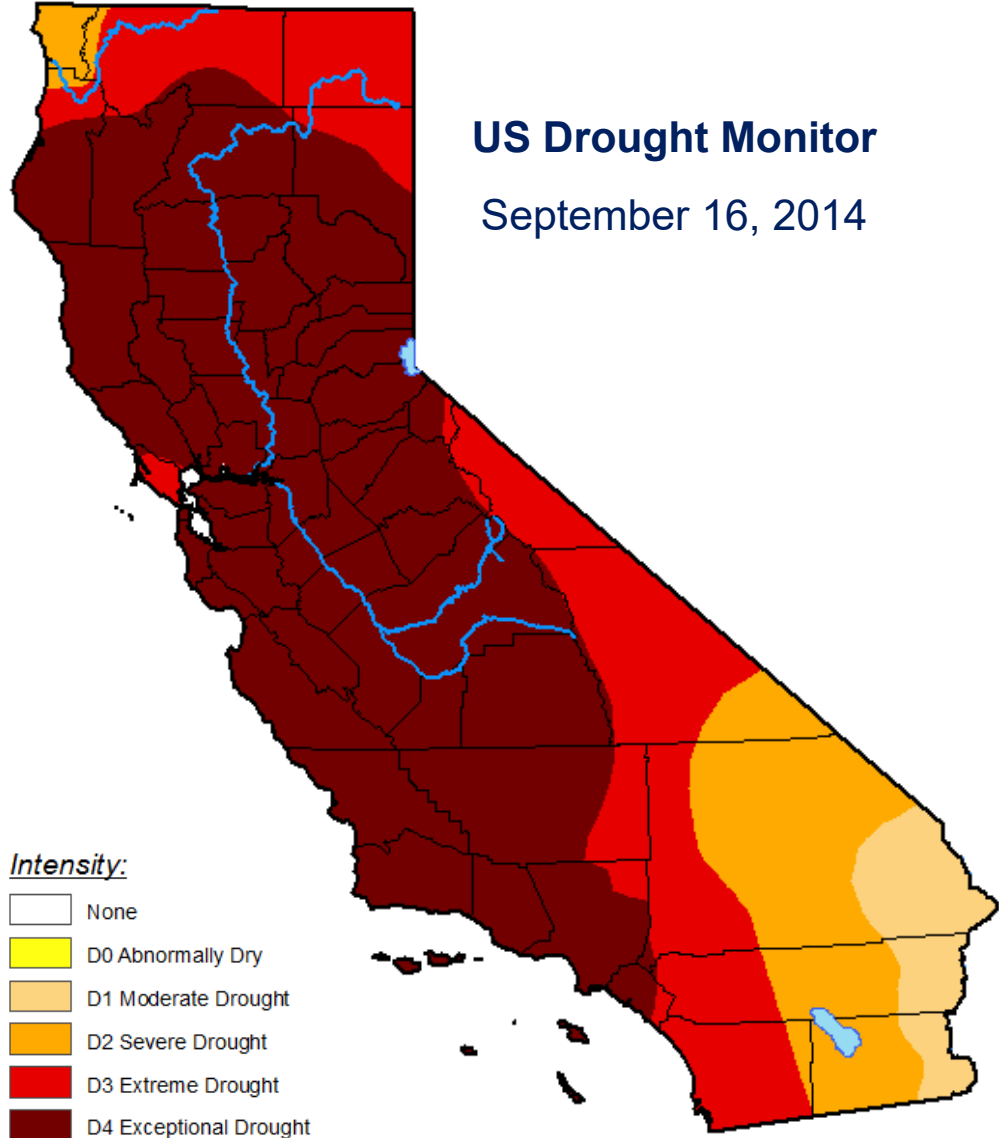 US Drought Monitor
September 16, 2014
Intensity:
None
D0 Abnormally Dry
D1 Moderate Drought
D2 Severe Drought
D3 Extreme Drought
D4 Exceptional Drought